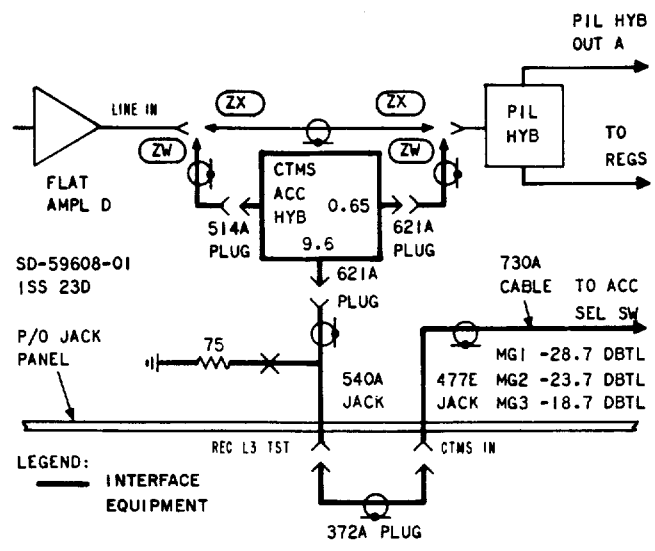 PIL HYB
OUT A
LINE IN
ZX
ZX
PIL
HYB
ZW
ZW
TO
REGS
FLAT
AMPL D
CTMS
ACC
HYB
0.65
9.6
514A
PLUG
621A
PLUG
SD-59608-01
ISS 23D
621A
PLUG
730A
CABLE
TO ACC
SEL SW
P/O JACK
PANEL
75
540A
JACK
477E
JACK
MG1 -28.7 DBTL
MG2 -23.7 DBTL
MG3 -18.7 DBTL
REC L3 TST
CTMS IN
LEGEND:
INTERFACE
EQUIPMENT
372A PLUG